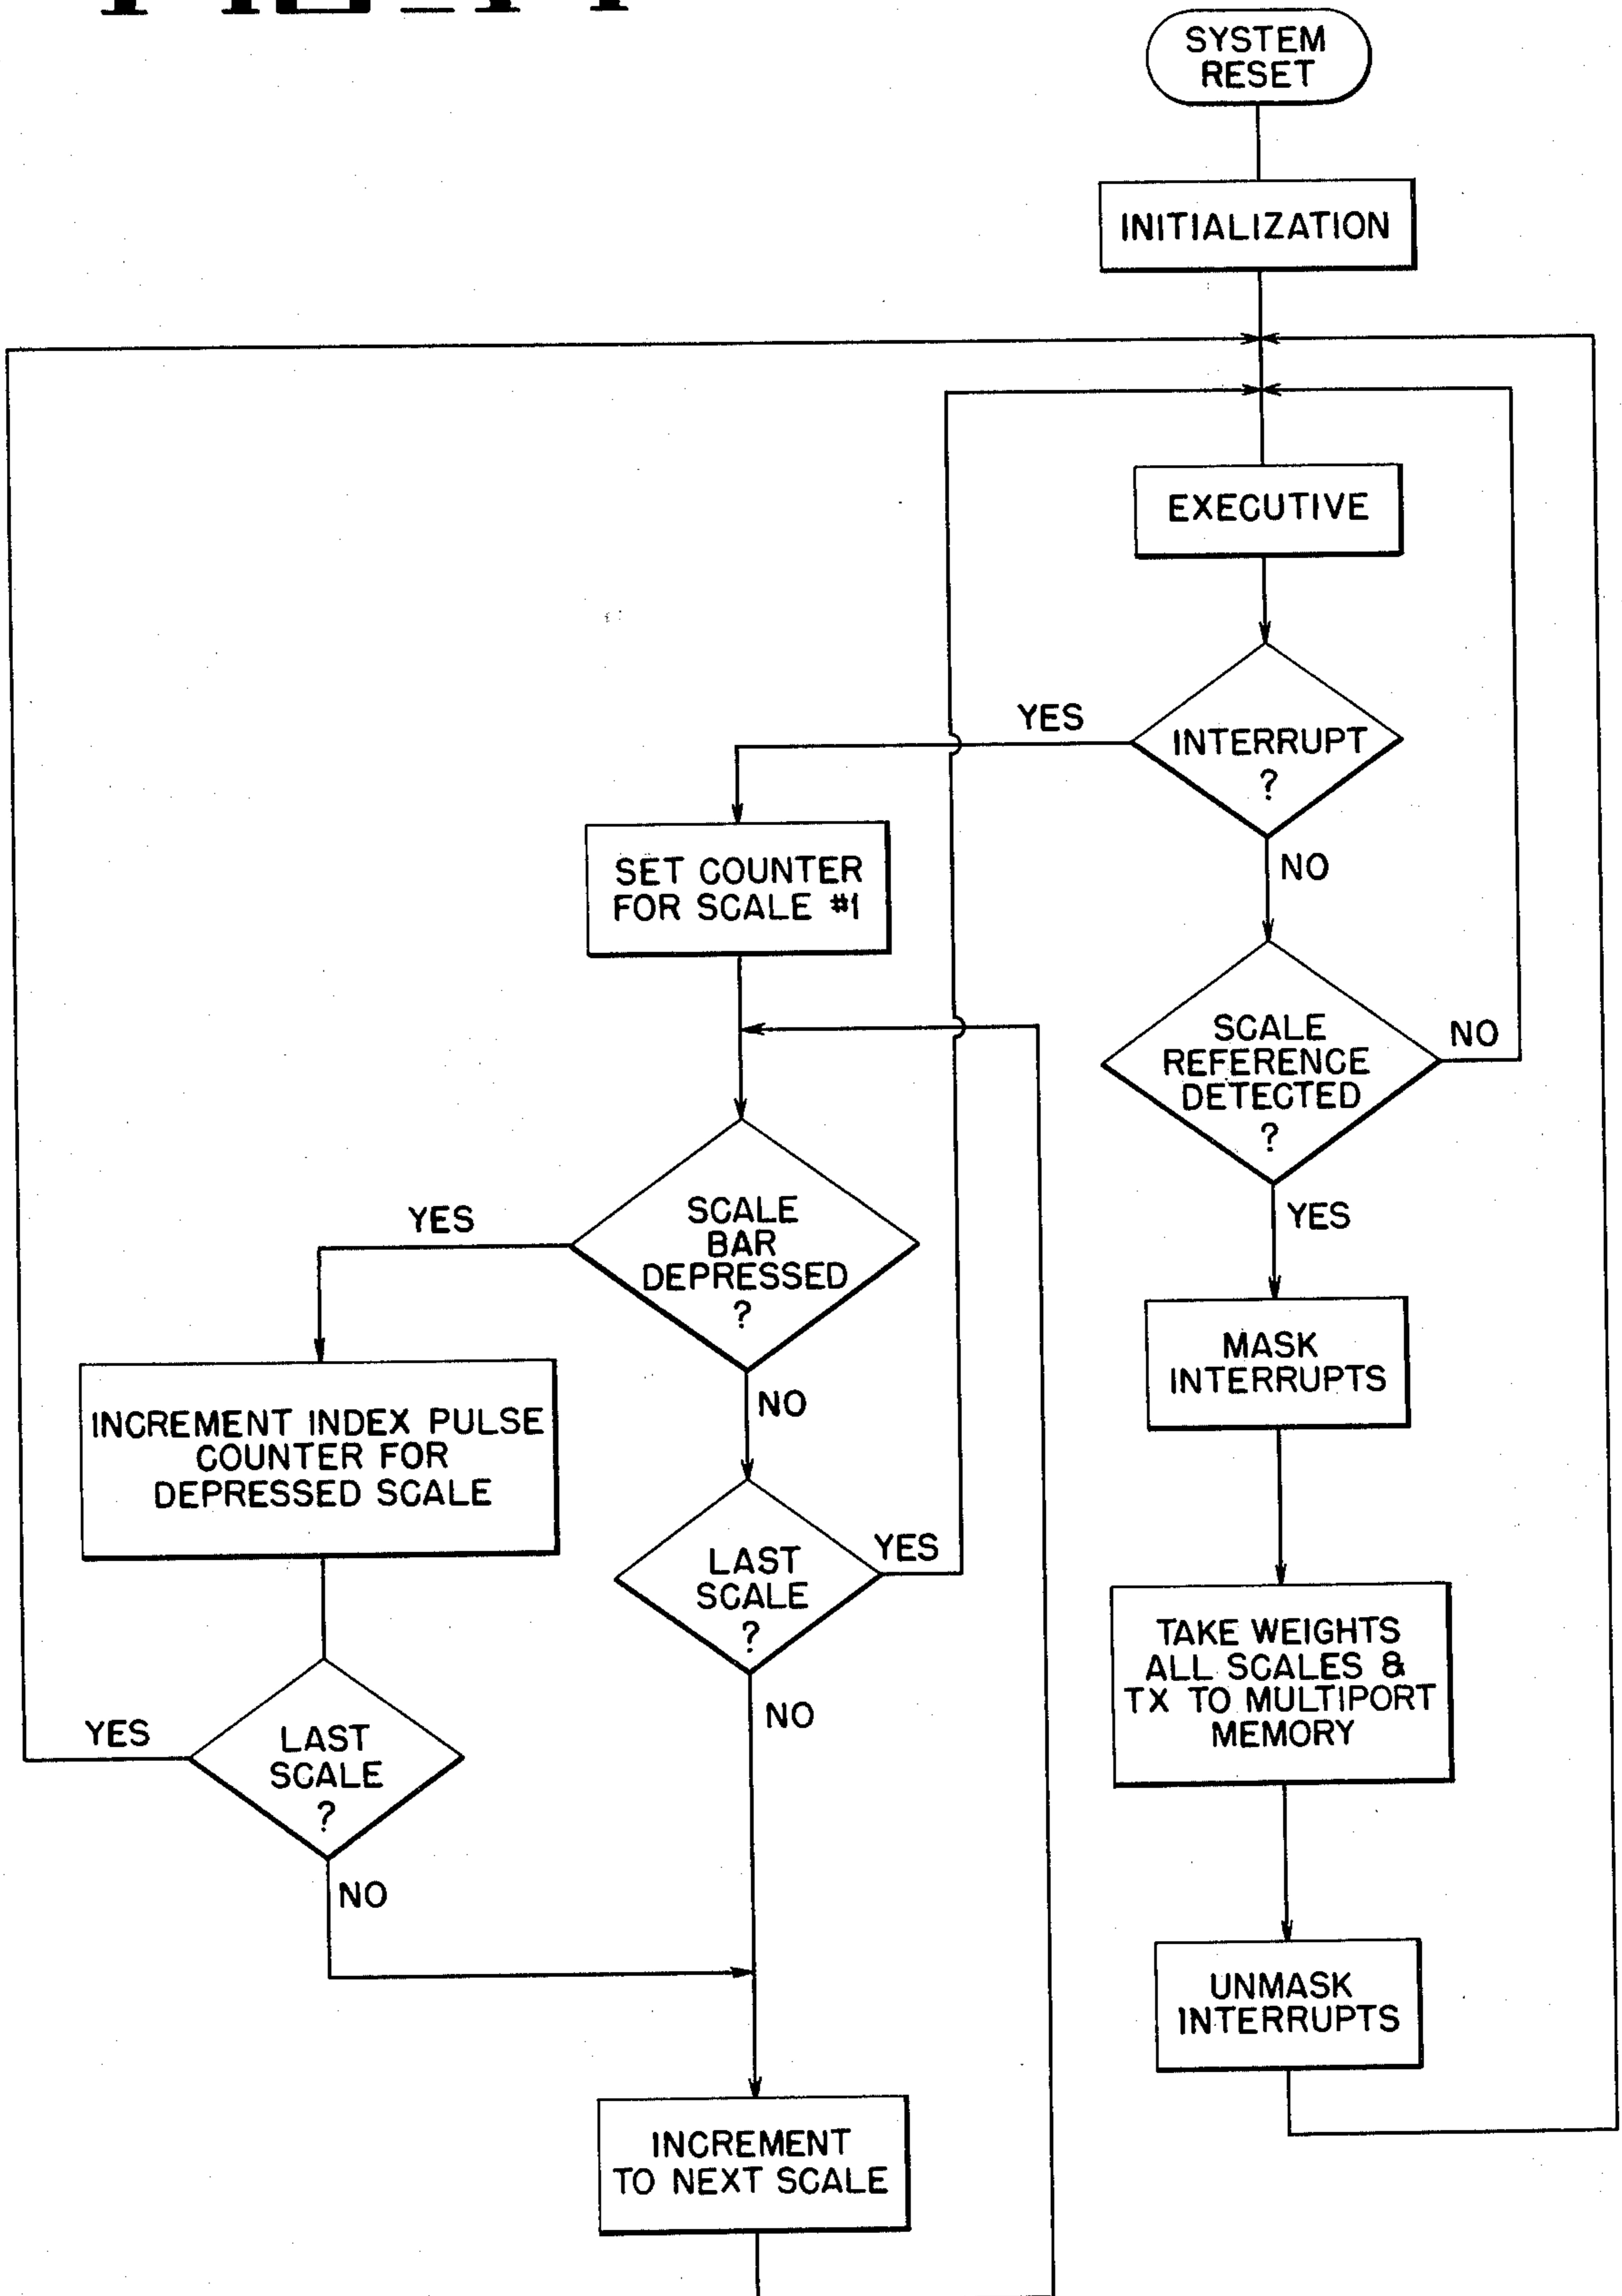 SYSTEM
RESET
INITIALIZATION
EXECUTIVE
INTERRUPT
?
YES
NO
SET COUNTER
FOR SCALE #1
SCALE
REFERENCE
DETECTED
?
NO
YES
SCALE
BAR
DEPRESSED
?
YES
NO
MASK
INTERRUPTS
INCREMENT INDEX PULSE
COUNTER FOR
DEPRESSED SCALE
LAST
SCALE
?
YES
NO
TAKE WEIGHTS
ALL SCALES &
TX TO MULTIPORT
MEMORY
LAST
SCALE
?
YES
NO
UNMASK
INTERRUPTS
INCREMENT
TO NEXT SCALE